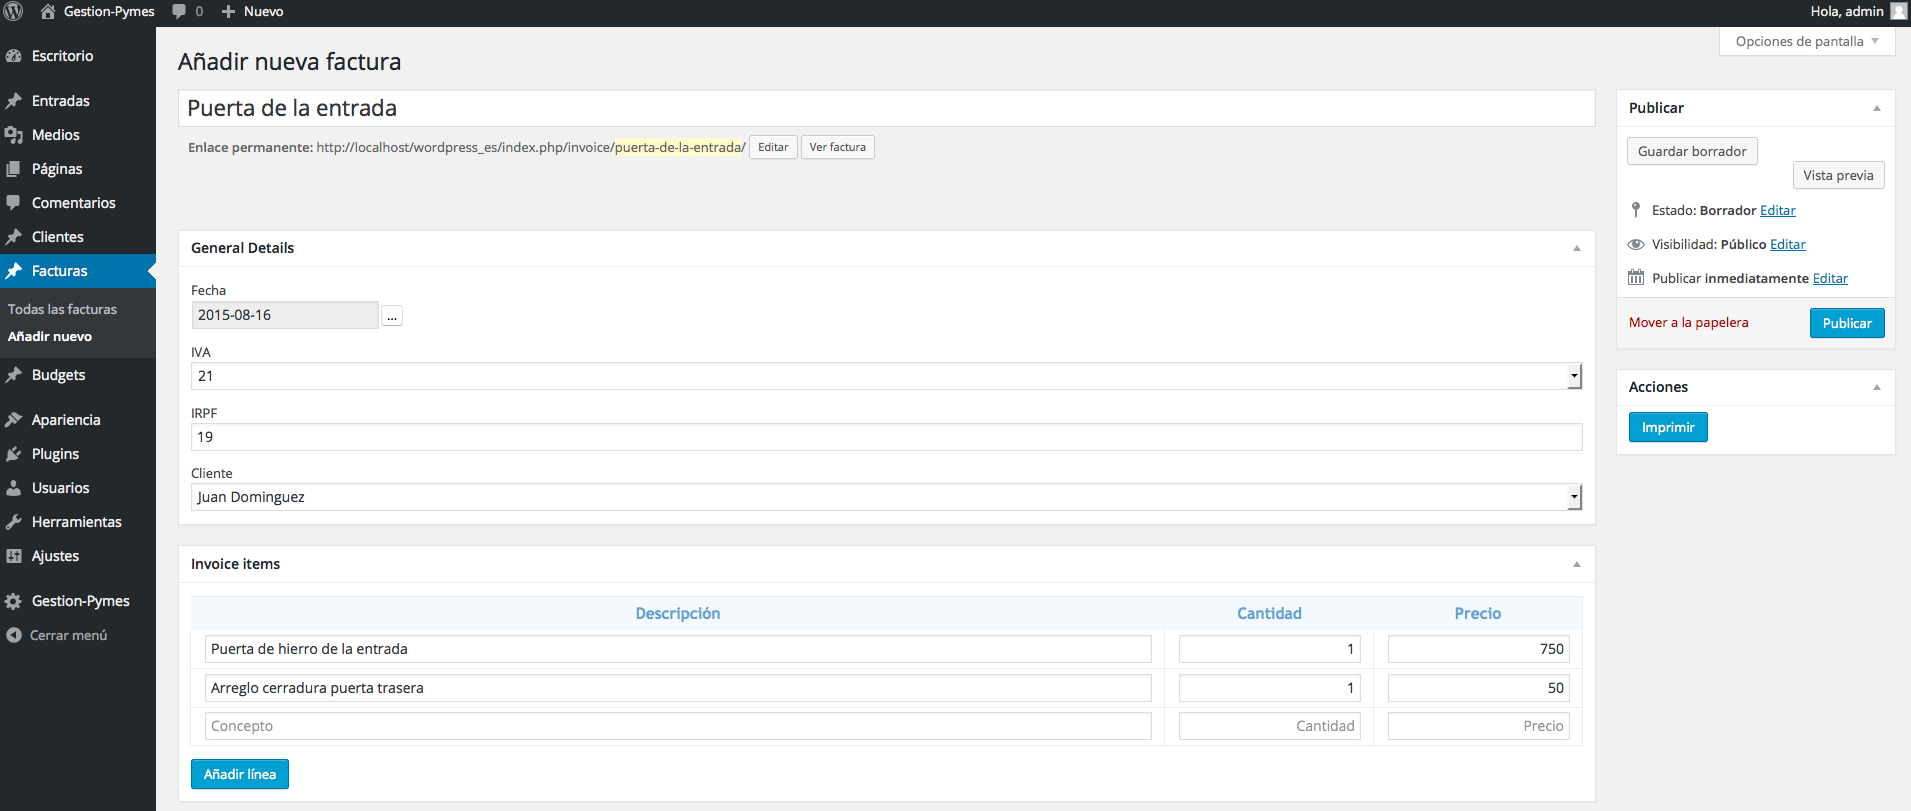 Gestion-Pymes 0 Nuevo Hola, admin
Opciones de pantalla
Escritorio
Entradas
Medios
Páginas
Comentarios
Clientes
Facturas
Todas las facturas
Añadir nuevo
Budgets
Apariencia
Plugins
Usuarios
Herramientas
Ajustes
Gestion-Pymes
Cerrar menú
Añadir nueva factura
Puerta de la entrada
Enlace permanente: http://localhost/wordpress_es/index.php/invoice/puerta-de-la-entrada/ Editar Ver factura
General Details
Fecha
2015-08-16 ...
IVA
21
IRPF
19
Cliente
Juan Dominguez
Invoice items
Descripción Cantidad Precio
Puerta de hierro de la entrada 1 750
Arreglo cerradura puerta trasera 1 50
Concepto Cantidad Precio
Añadir línea
Publicar
Guardar borrador
Vista previa
Estado: Borrador Editar
Visibilidad: Público Editar
Publicar inmediatamente Editar
Mover a la papelera Publicar
Acciones
Imprimir